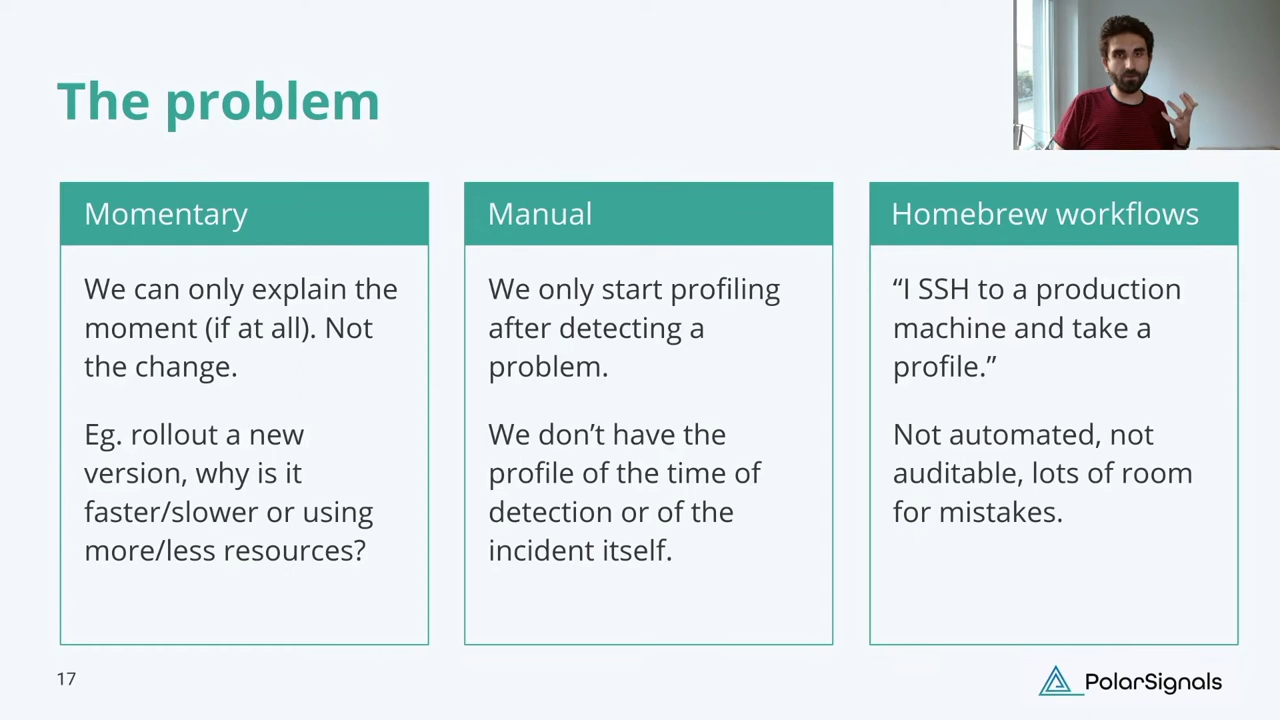 The problem
Momentary
We can only explain the
moment (if at all). Not
the change.
Eg. rollout a new
version, why is it
faster/slower or using
more/less resources?
Manual
We only start profiling
after detecting a
problem.
We don’t have the
profile of the time of
detection or of the
incident itself.
Homebrew workflows
“I SSH to a production
machine and take a
profile.”
Not automated, not
auditable, lots of room
for mistakes.
17
PolarSignals